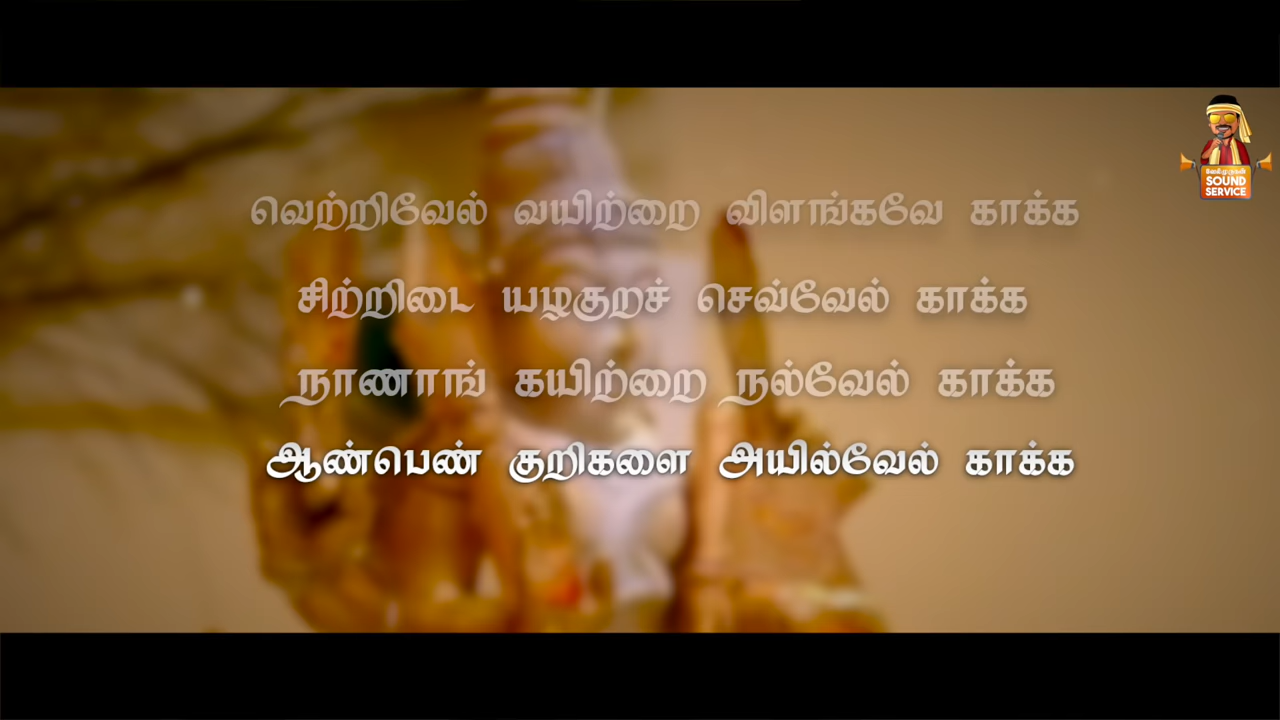 வெற்றிவேல் வயிற்றை விளங்கவே காக்க
சிற்றிடை யழகுறச் செவ்வேல் காக்க
நாணாங் கயிற்றை நல்வேல் காக்க
ஆண்பெண் குறிகளை அயில்வேல் காக்க
SOUND
SERVICE